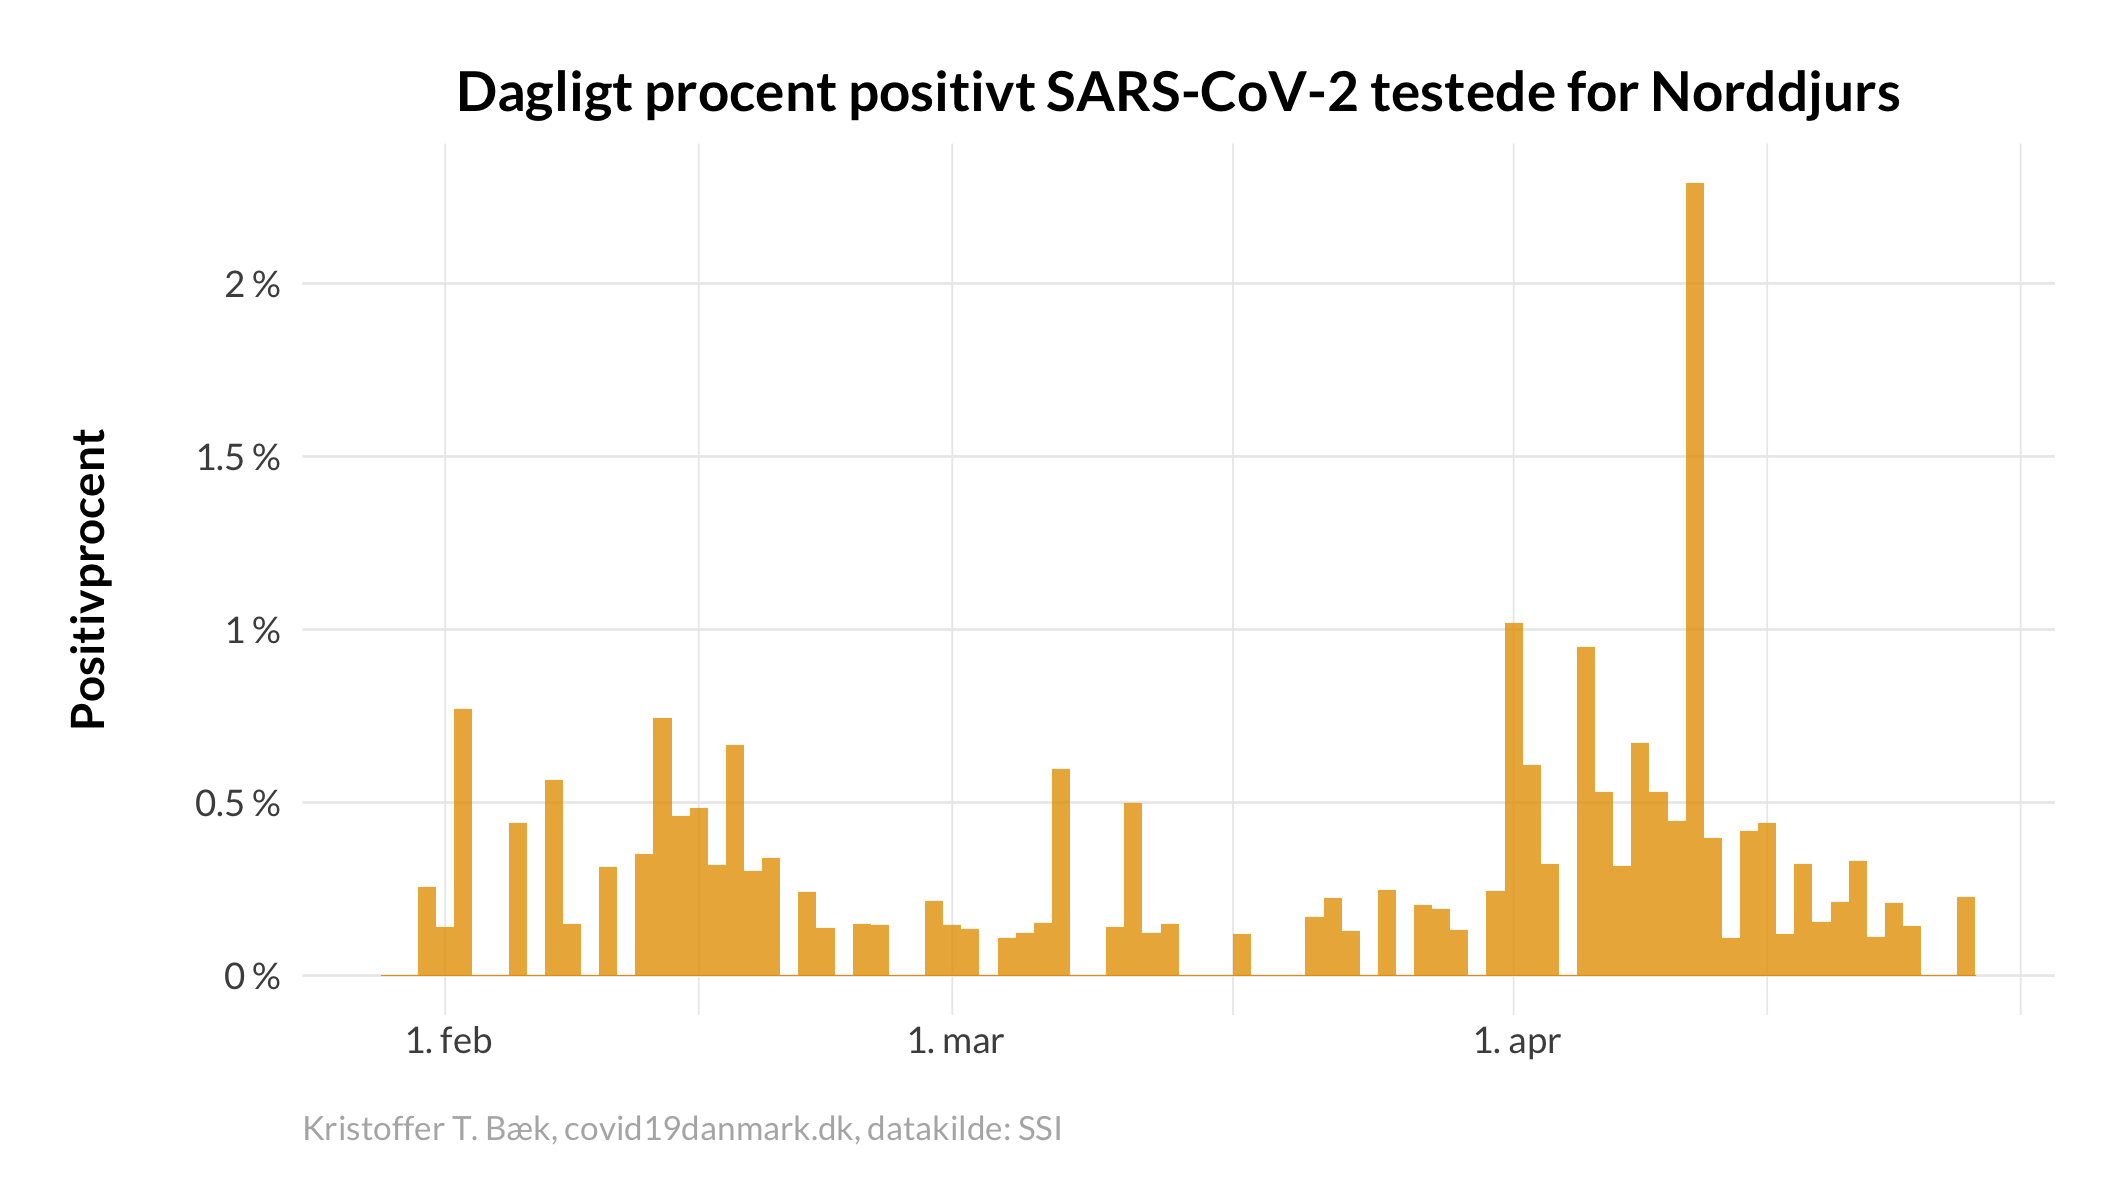 Dagligt procent positivt SARS-CoV-2 testede for Norddjurs
Positivprocent
2 %
1.5 %
1 %
0.5 %
0 %
1. feb
1. mar
1. apr
Kristoffer T. Bæk, covid19danmark.dk, datakilde: SSI